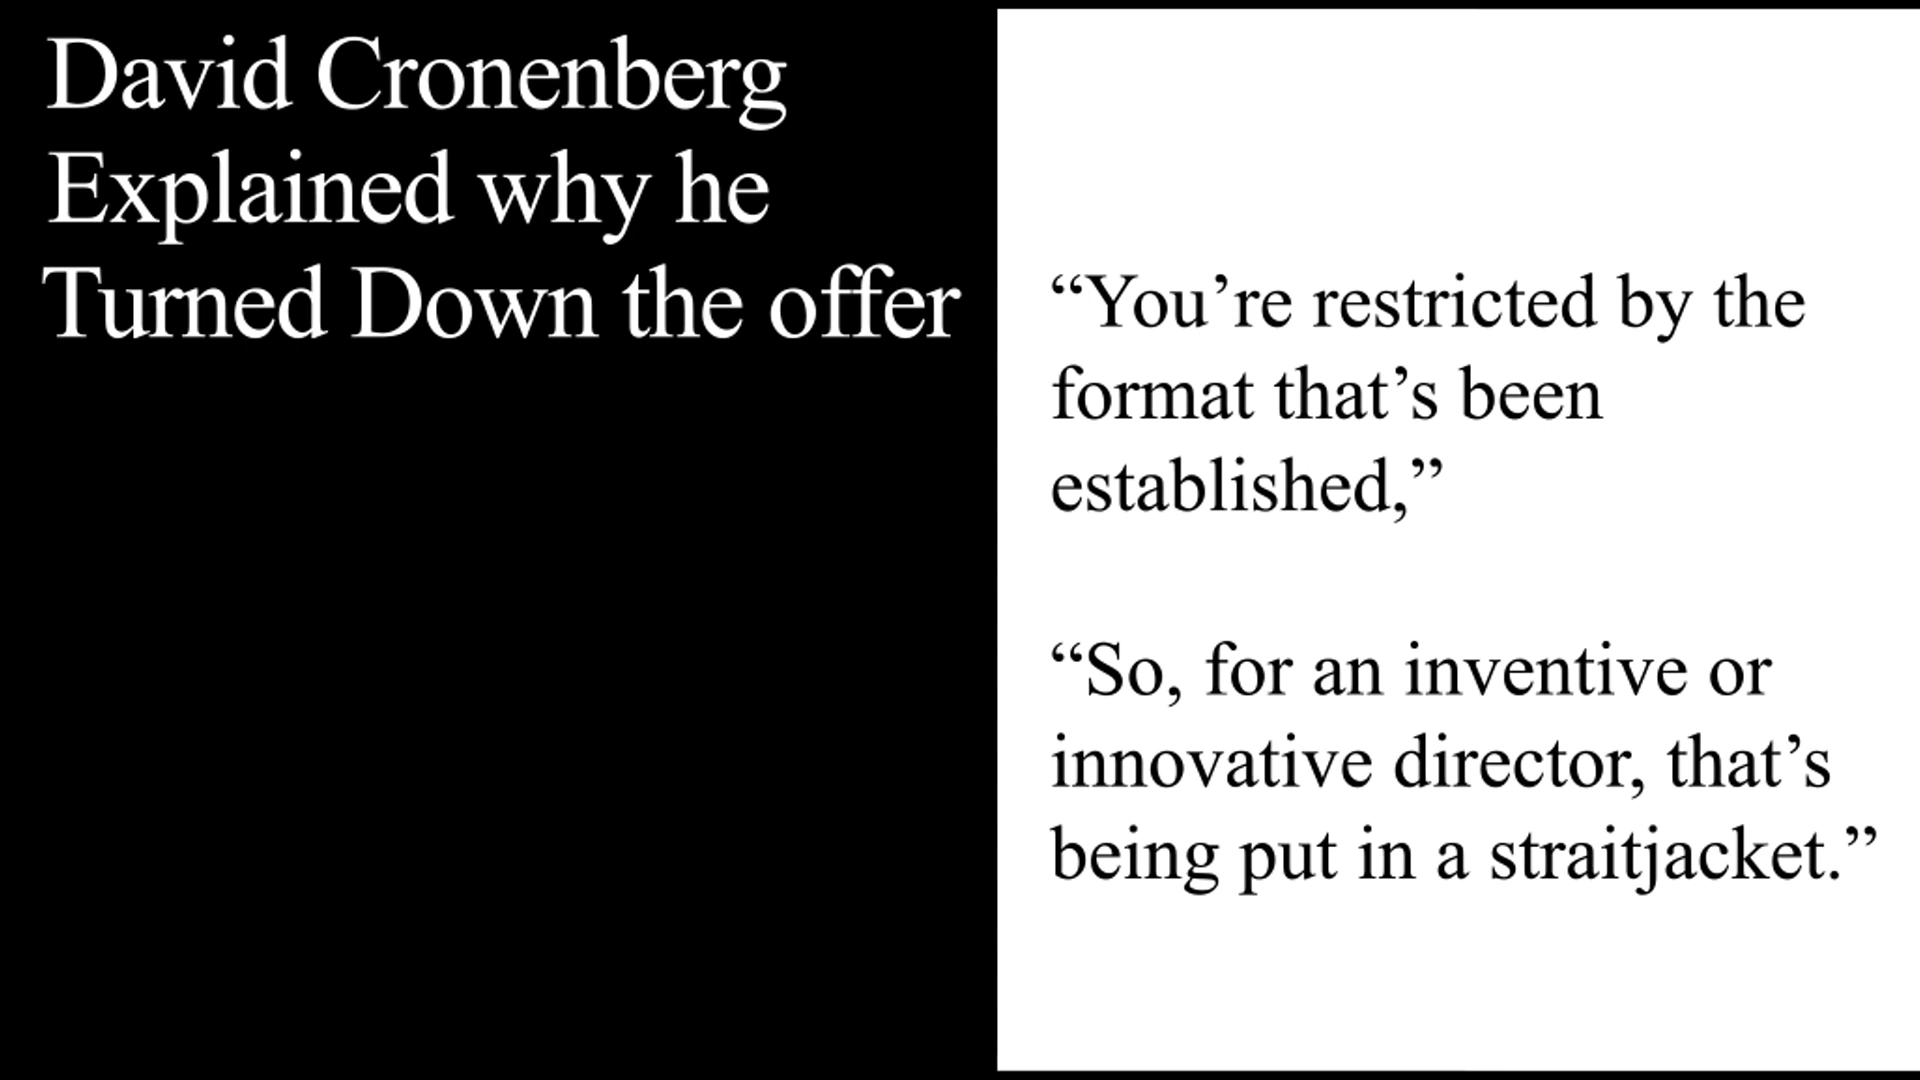 David Cronenberg
Explained why he
Turned Down the offer
“You’re restricted by the
format that’s been
established,”
“So, for an inventive or
innovative director, that’s
being put in a straitjacket.”